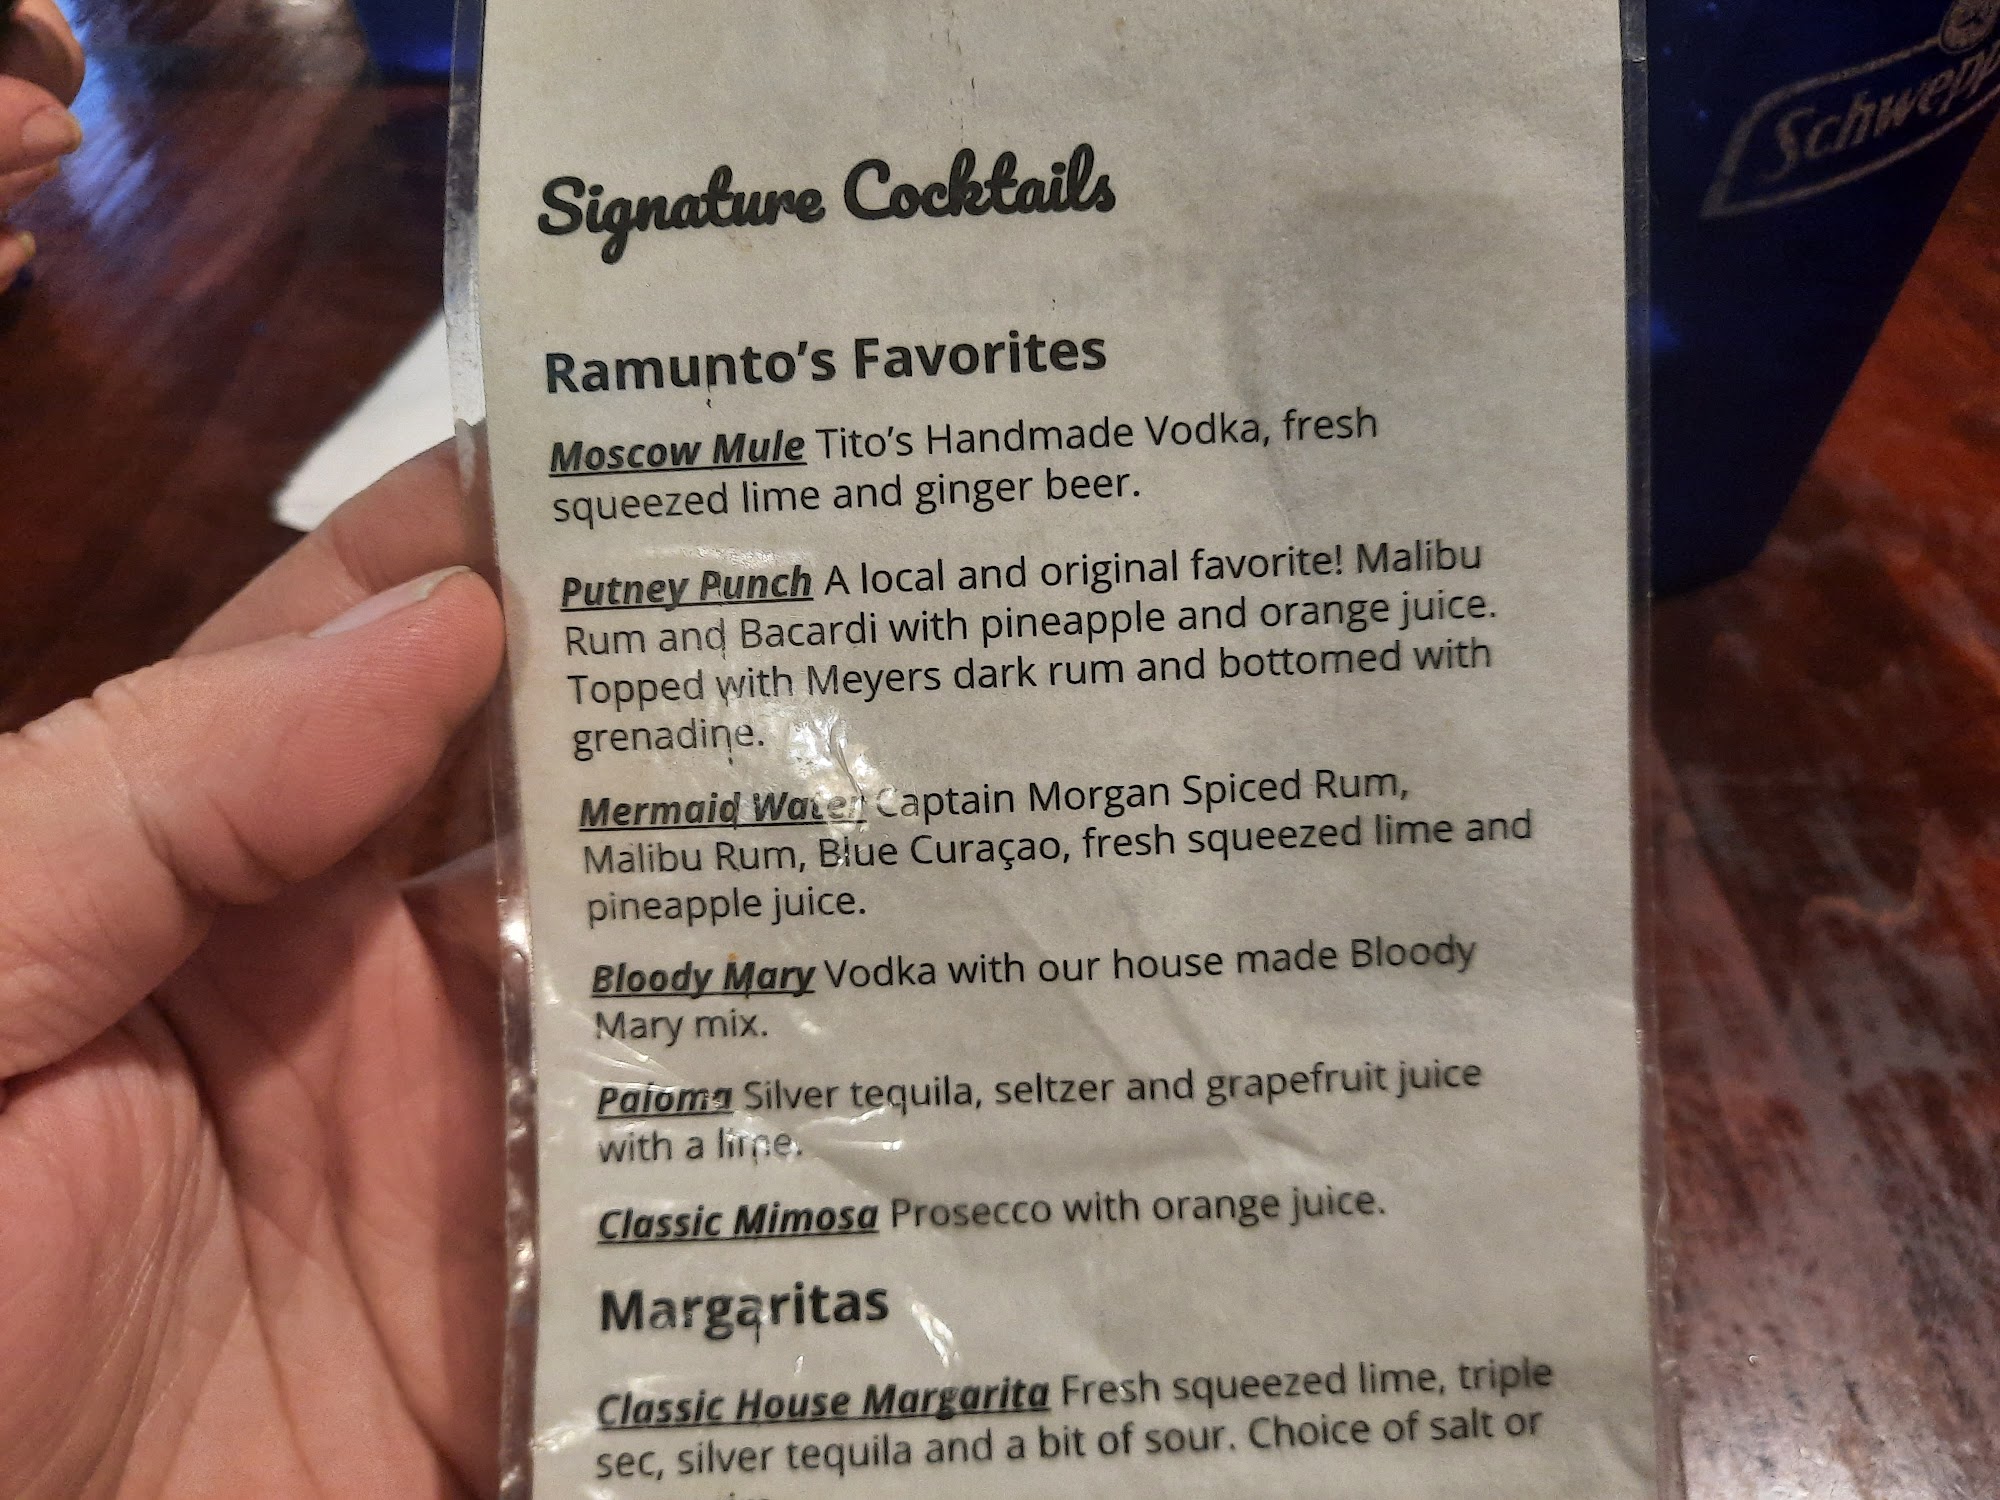 Schwepp
Signature Cocktails
Ramunto's Favorites
Moscow Mule Tito's Handmade Vodka, fresh
squeezed lime and ginger beer.
Putney Punch A local and original favorite! Malibu
Rum and Bacardi with pineapple and orange juice.
Topped with Meyers dark rum and bottomed with
grenadine.
Mermaid Water Captain Morgan Spiced Rum,
Malibu Rum, Blue Curaçao, fresh squeezed lime and
pineapple juice.
Bloody Mary Vodka with our house made Bloody
Mary mix.
Paloma Silver tequila, seltzer and grapefruit juice
with a lime.
Classic Mimosa Prosecco with orange juice.
Margaritas
Classic House Margarita Fresh squeezed lime, triple
sec, silver tequila and a bit of sour. Choice of salt or